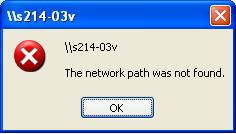 \\s214-03v
\\s214-03v
The network path was not found.
OK